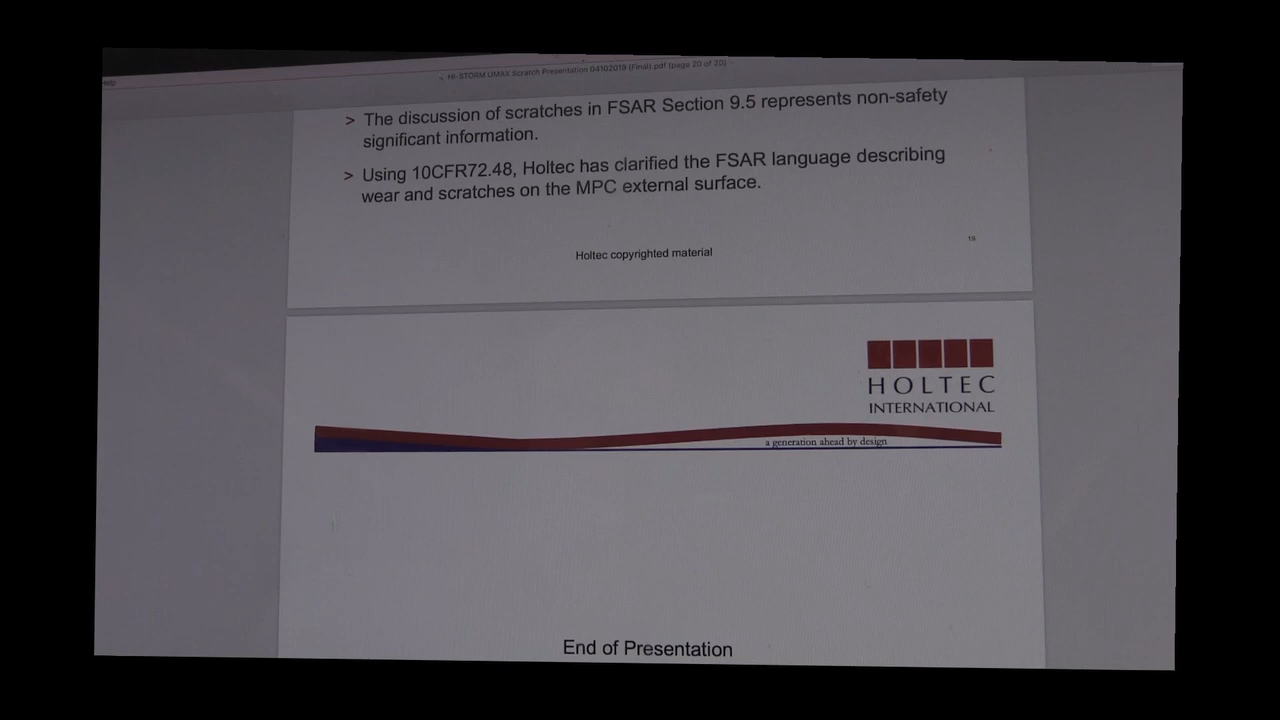 Help
HI-STORM UMAX Scratch Presentation 04102019 (Final).pdf (page 20 of 20)
> The discussion of scratches in FSAR Section 9.5 represents non-safety
significant information.
> Using 10CFR72.48, Holtec has clarified the FSAR language describing
wear and scratches on the MPC external surface.
Holtec copyrighted material
HOLTEC
INTERNATIONAL
a generation ahead by design
End of Presentation